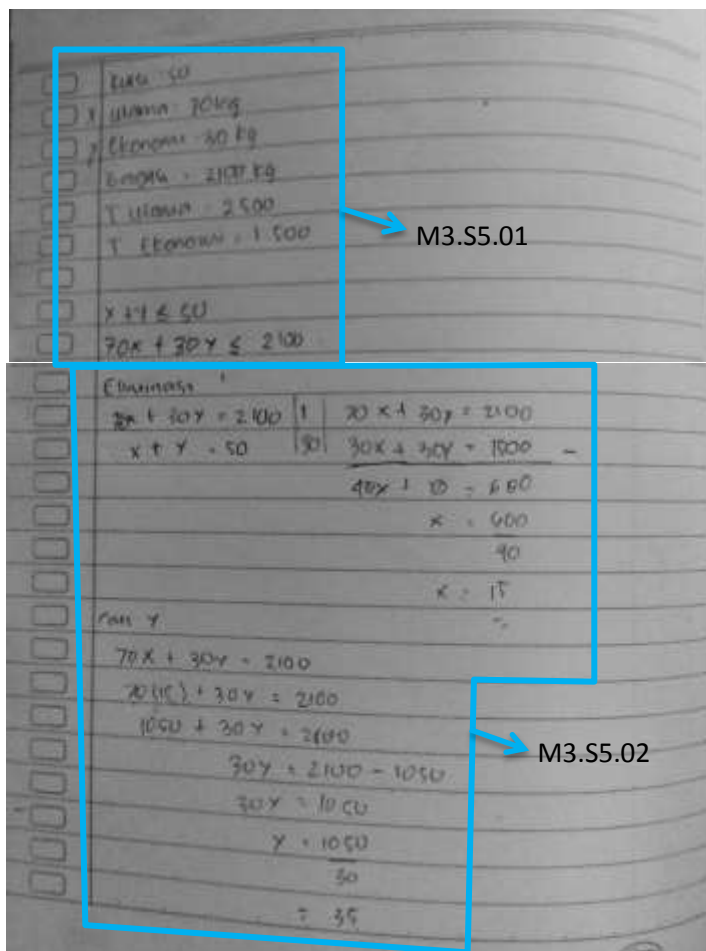 Kursi = 50
x Utama = 70 kg
y Ekonomi = 30 kg
Bagasi = 2100 kg
T Utama = 2.500
T Ekonomi = 1.500
M3.S5.01
x + y ≤ 50
70x + 30y ≤ 2100
Eliminasi
70x + 30y = 2100 | 1 | 70x + 30y = 2100
x + y = 50 | 30 | 30x + 30y = 1500 -
40x + 0 = 600
x = 600
40
x = 15
Cari y
70x + 30y = 2100
70(15) + 30y = 2100
1050 + 30y = 2100
M3.S5.02
30y = 2100 - 1050
30y = 1050
y = 1050
30
= 35